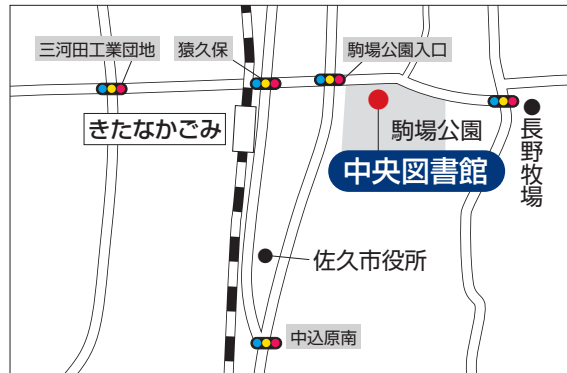 三河田工業団地
猿久保
駒場公園入口
きたなかごみ
駒場公園
長野牧場
中央図書館
佐久市役所
中込原南